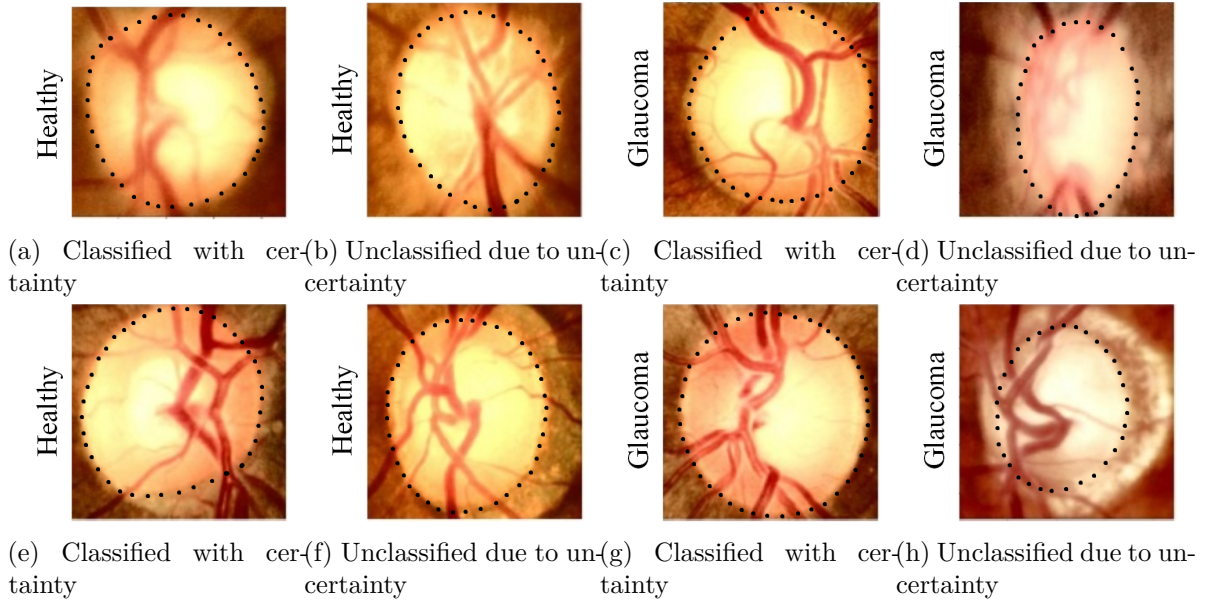 Healthy
Healthy
Glaucoma
Glaucoma
(a) Classified with cer-
tainty
(b) Unclassified due to un-
certainty
(c) Classified with cer-
tainty
(d) Unclassified due to un-
certainty
Healthy
Healthy
Glaucoma
Glaucoma
(e) Classified with cer-
tainty
(f) Unclassified due to un-
certainty
(g) Classified with cer-
tainty
(h) Unclassified due to un-
certainty